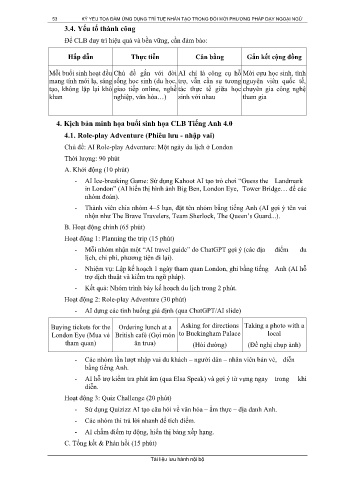 53 KỶ YẾU TỌA ĐÀM ỨNG DỤNG TRÍ TUỆ NHÂN TẠO TRONG ĐỔI MỚI PHƯƠNG PHÁP DẠY NGOẠI NGỮ
3.4. Yếu tố thành công
Để CLB duy trì hiệu quả và bền vững, cần đảm bảo:
Hấp dẫn Thực tiễn Cân bằng Gắn kết cộng đồng
Mỗi buổi sinh hoạt đều Chủ đề gắn với đời AI chỉ là công cụ hỗ Mời cựu học sinh, tình
mang tính mới lạ, sáng sống học sinh (du học, trợ, vẫn cần sự tương nguyện viên quốc tế,
tạo, không lặp lại khô giao tiếp online, nghề tác thực tế giữa học chuyên gia công nghệ
khan nghiệp, văn hóa…) sinh với nhau tham gia
4. Kịch bản minh họa buổi sinh họa CLB Tiếng Anh 4.0
4.1. Role-play Adventure (Phiêu lưu - nhập vai)
Chủ đề: AI Role-play Adventure: Một ngày du lịch ở London
Thời lượng: 90 phút
A. Khởi động (10 phút)
- AI Ice-breaking Game: Sử dụng Kahoot AI tạo trò chơi “Guess the Landmark
in London” (AI hiển thị hình ảnh Big Ben, London Eye, Tower Bridge… để các
nhóm đoán).
- Thành viên chia nhóm 4–5 bạn, đặt tên nhóm bằng tiếng Anh (AI gợi ý tên vui
nhộn như The Brave Travelers, Team Sherlock, The Queen’s Guard...).
B. Hoạt động chính (65 phút)
Hoạt động 1: Planning the trip (15 phút)
- Mỗi nhóm nhận một “AI travel guide” do ChatGPT gợi ý (các địa điểm du
lịch, chi phí, phương tiện đi lại).
- Nhiệm vụ: Lập kế hoạch 1 ngày tham quan London, ghi bằng tiếng Anh (AI hỗ
trợ dịch thuật và kiểm tra ngữ pháp).
- Kết quả: Nhóm trình bày kế hoạch du lịch trong 2 phút.
Hoạt động 2: Role-play Adventure (30 phút)
- AI dựng các tình huống giả định (qua ChatGPT/AI slide)
Buying tickets for the Ordering lunch at a Asking for directions Taking a photo with a
London Eye (Mua vé British café (Gọi món to Buckingham Palace local
tham quan) ăn trưa) (Hỏi đường) (Đề nghị chụp ảnh)
- Các nhóm lần lượt nhập vai du khách – người dân – nhân viên bán vé, diễn
bằng tiếng Anh.
- AI hỗ trợ kiểm tra phát âm (qua Elsa Speak) và gợi ý từ vựng ngay trong khi
diễn.
Hoạt động 3: Quiz Challenge (20 phút)
- Sử dụng Quizizz AI tạo câu hỏi về văn hóa – ẩm thực – địa danh Anh.
- Các nhóm thi trả lời nhanh để tích điểm.
- AI chấm điểm tự động, hiển thị bảng xếp hạng.
C. Tổng kết & Phản hồi (15 phút)
Tài liệu lưu hành nội bộ